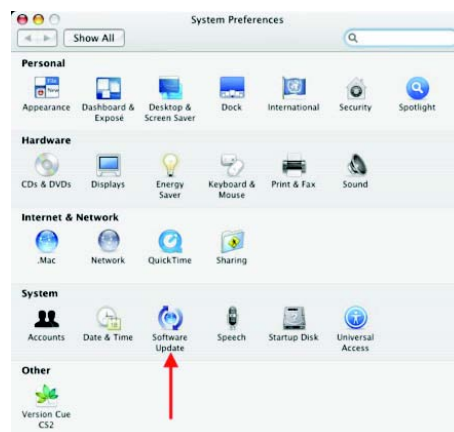 System Preferences
Show All
Personal
Appearance
Dashboard & Exposé
Desktop & Screen Saver
Dock
International
Security
Spotlight
Hardware
CDs & DVDs
Displays
Energy Saver
Keyboard & Mouse
Print & Fax
Sound
Internet & Network
.Mac
Network
QuickTime
Sharing
System
Accounts
Date & Time
Software Update
Speech
Startup Disk
Universal Access
Other
Version Cue CS2